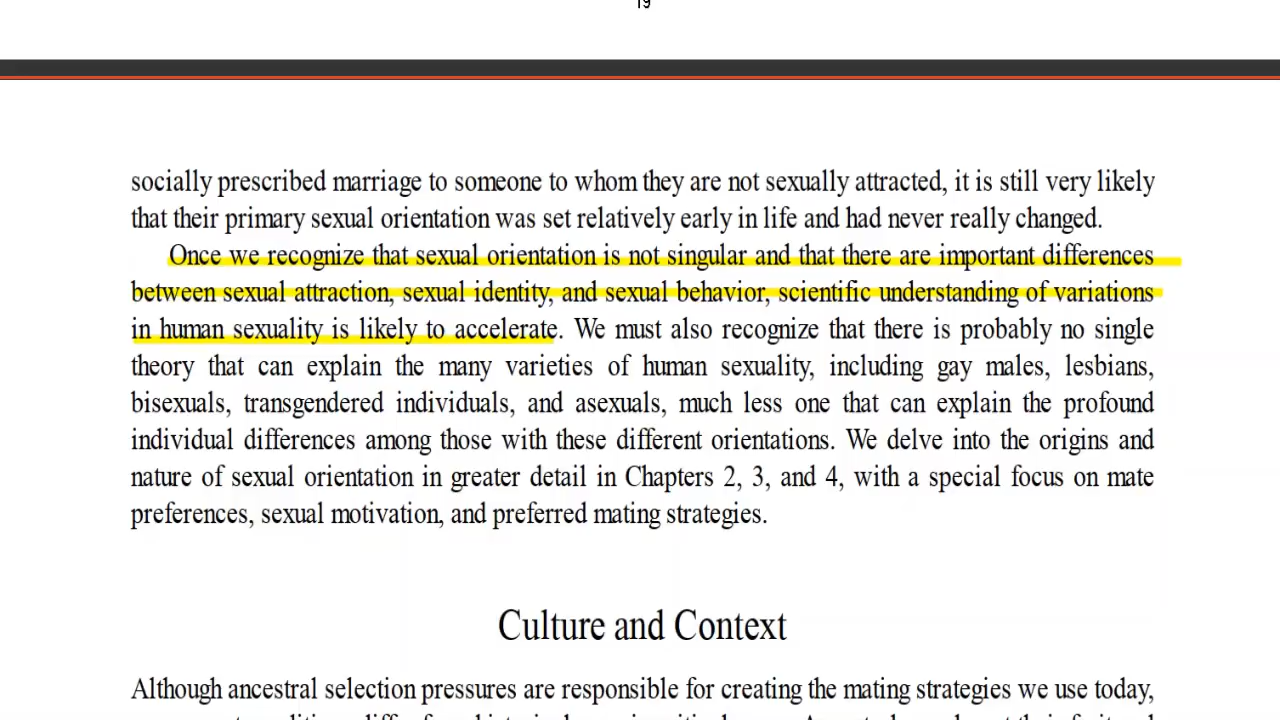 19
socially prescribed marriage to someone to whom they are not sexually attracted, it is still very likely
that their primary sexual orientation was set relatively early in life and had never really changed.
Once we recognize that sexual orientation is not singular and that there are important differences
between sexual attraction, sexual identity, and sexual behavior, scientific understanding of variations
in human sexuality is likely to accelerate. We must also recognize that there is probably no single
theory that can explain the many varieties of human sexuality, including gay males, lesbians,
bisexuals, transgendered individuals, and asexuals, much less one that can explain the profound
individual differences among those with these different orientations. We delve into the origins and
nature of sexual orientation in greater detail in Chapters 2, 3, and 4, with a special focus on mate
preferences, sexual motivation, and preferred mating strategies.
Culture and Context
Although ancestral selection pressures are responsible for creating the mating strategies we use today,